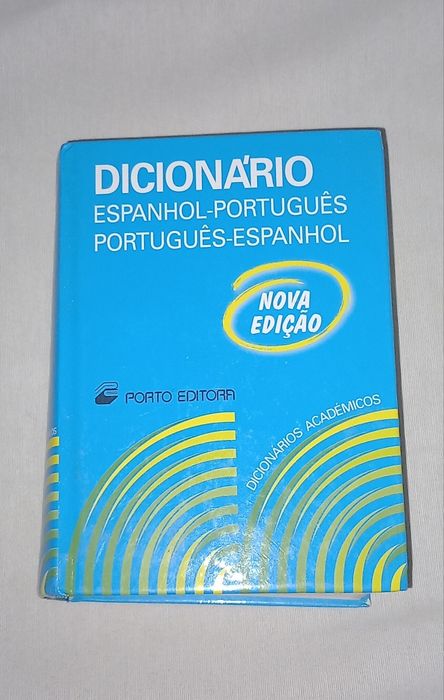 DICIONÁRIO
ESPANHOL-PORTUGUÊS
PORTUGUÊS-ESPANHOL
NOVA
EDIÇÃO
PORTO EDITORA
DICIONÁRIOS ACADÉMICOS